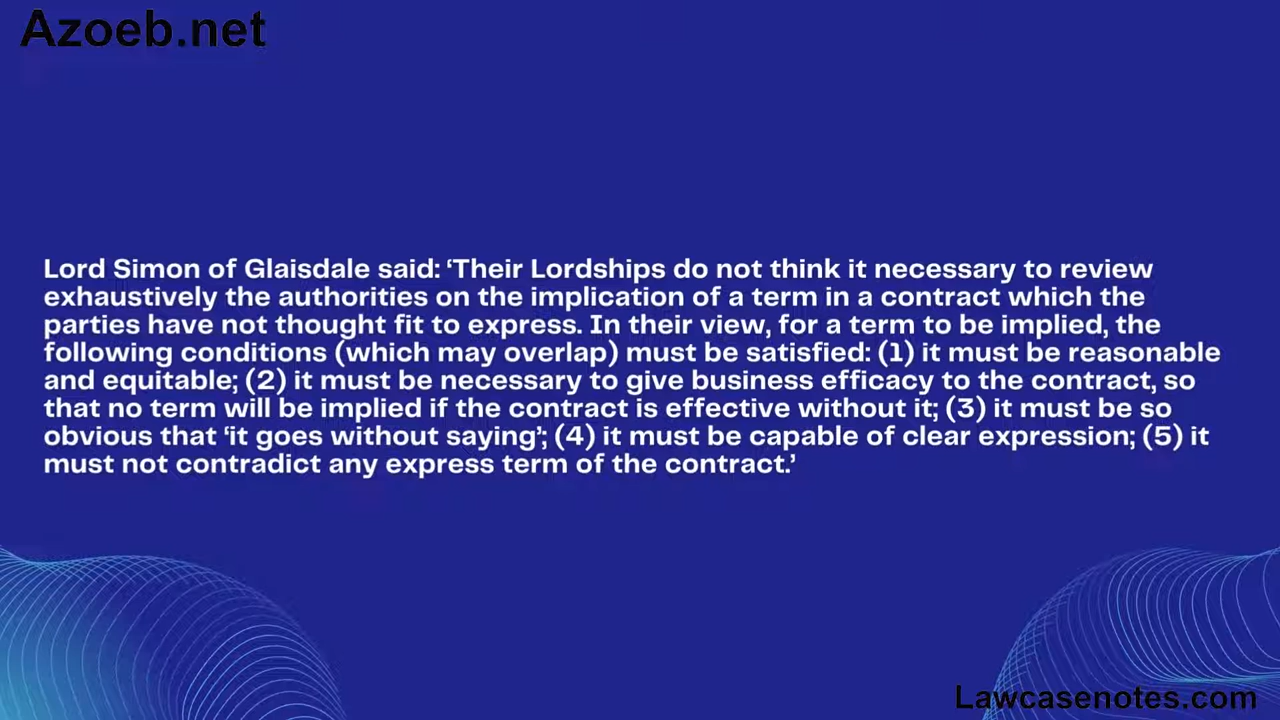 Azoeb.net
Lord Simon of Glaisdale said: ‘Their Lordships do not think it necessary to review
exhaustively the authorities on the implication of a term in a contract which the
parties have not thought fit to express. In their view, for a term to be implied, the
following conditions (which may overlap) must be satisfied: (1) it must be reasonable
and equitable; (2) it must be necessary to give business efficacy to the contract, so
that no term will be implied if the contract is effective without it; (3) it must be so
obvious that ‘it goes without saying’; (4) it must be capable of clear expression; (5) it
must not contradict any express term of the contract.’
Lawcasenotes.com